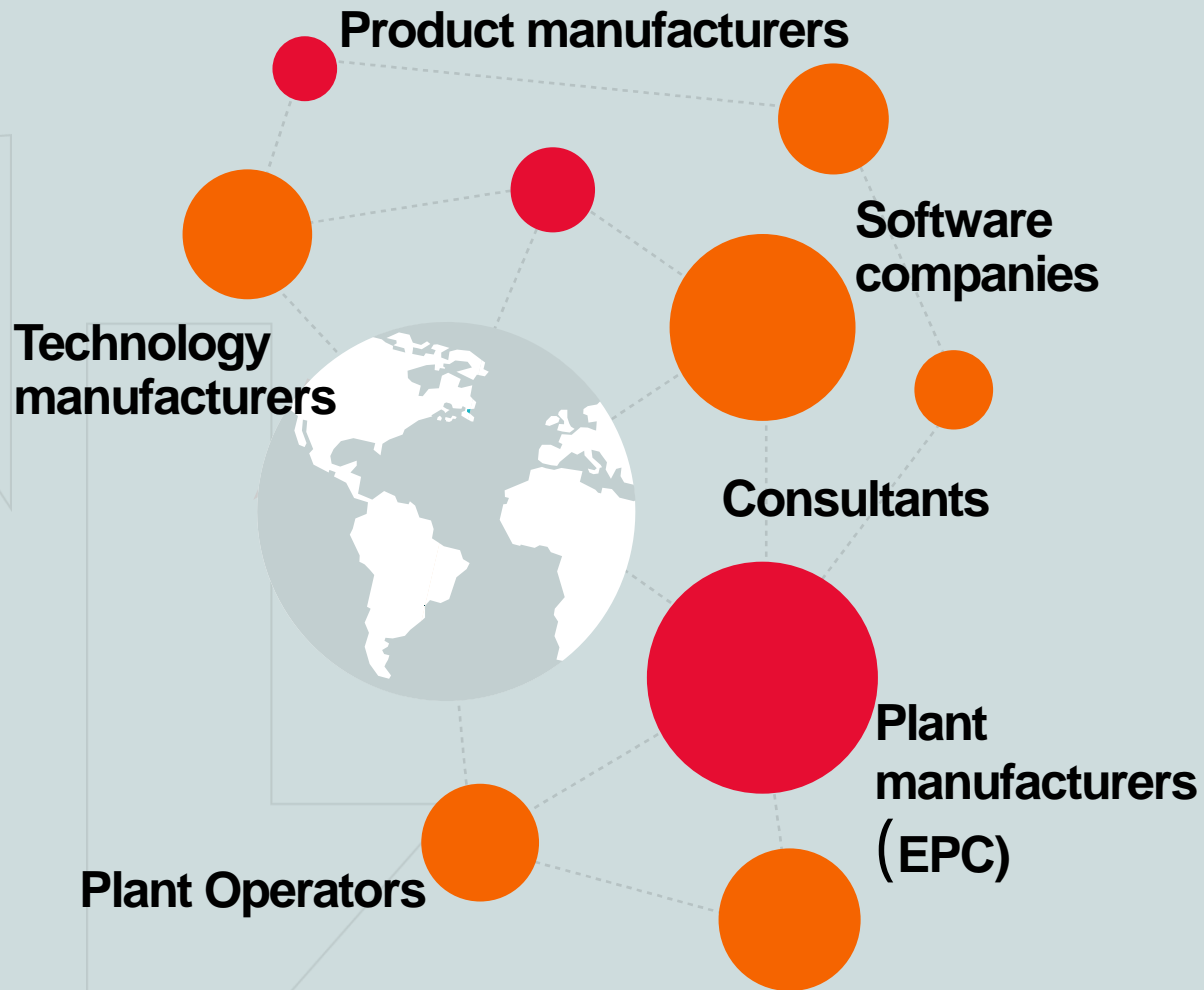 Product manufacturers
Software
companies
Technology
manufacturers
Consultants
Plant
manufacturers
(EPC)
Plant Operators